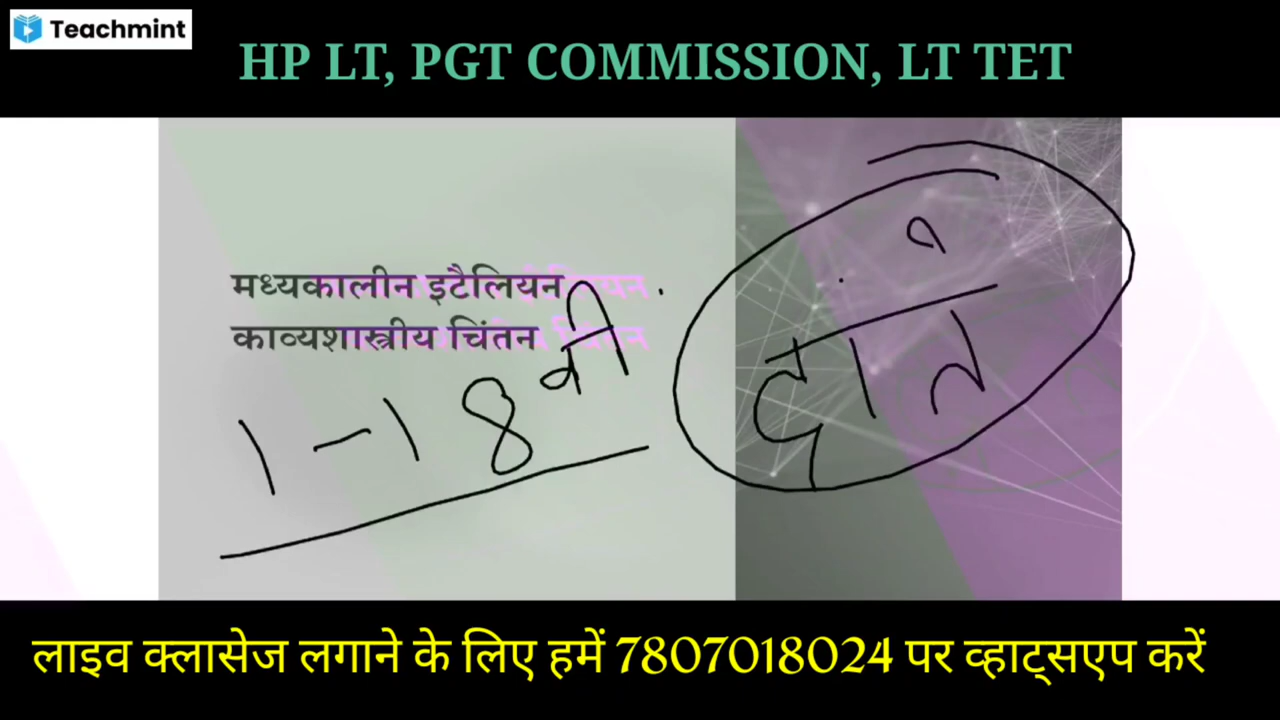 Teachmint
HP LT, PGT COMMISSION, LT TET
मध्यकालीन इटैलियन
काव्यशास्त्रीय चिंतन
1-18वी
दांत
लाइव क्लासेज लगाने के लिए हमें 7807018024 पर व्हाट्सएप करें